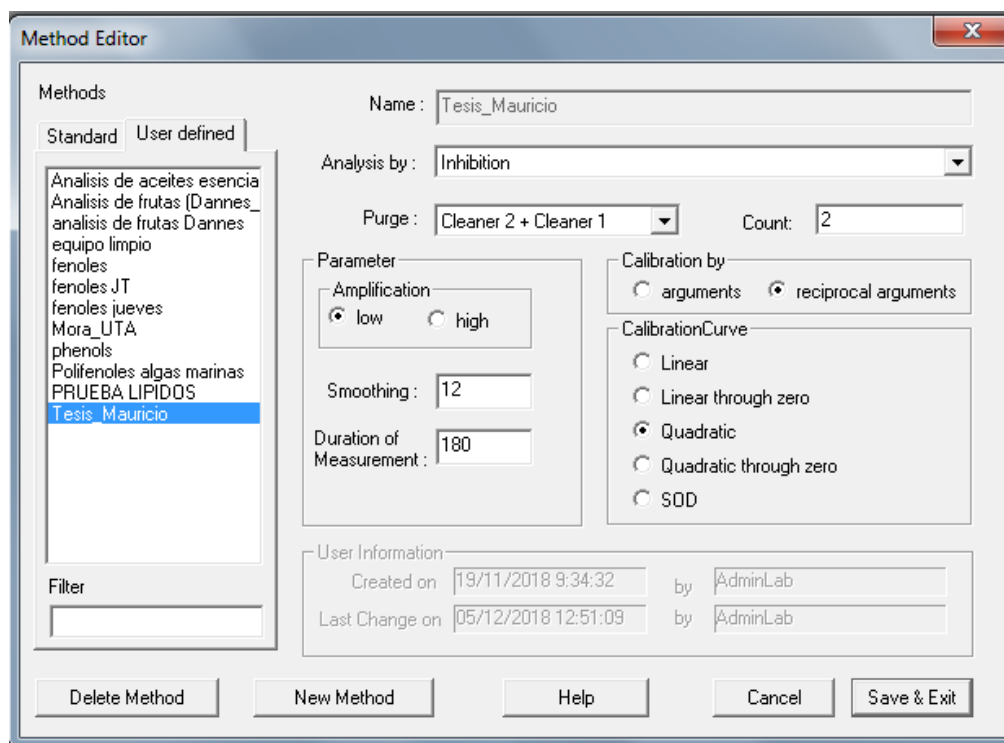 Method Editor
Methods
Standard
User defined
Analisis de aceites esencia
Analisis de frutas (Dannes_
analisis de frutas Dannes
equipo limpio
fenoles
fenoles JT
fenoles jueves
Mora_UTA
phenols
Polifenoles algas marinas
PRUEBA LIPIDOS
Tesis_Mauricio
Filter
Name : Tesis_Mauricio
Analysis by : Inhibition
Purge : Cleaner 2 + Cleaner 1 Count: 2
Parameter
Amplification
low high
Smoothing : 12
Duration of
Measurement : 180
Calibration by
arguments reciprocal arguments
CalibrationCurve
Linear
Linear through zero
Quadratic
Quadratic through zero
SOD
User Information
Created on 19/11/2018 9:34:32 by AdminLab
Last Change on 05/12/2018 12:51:09 by AdminLab
Delete Method New Method Help Cancel Save & Exit